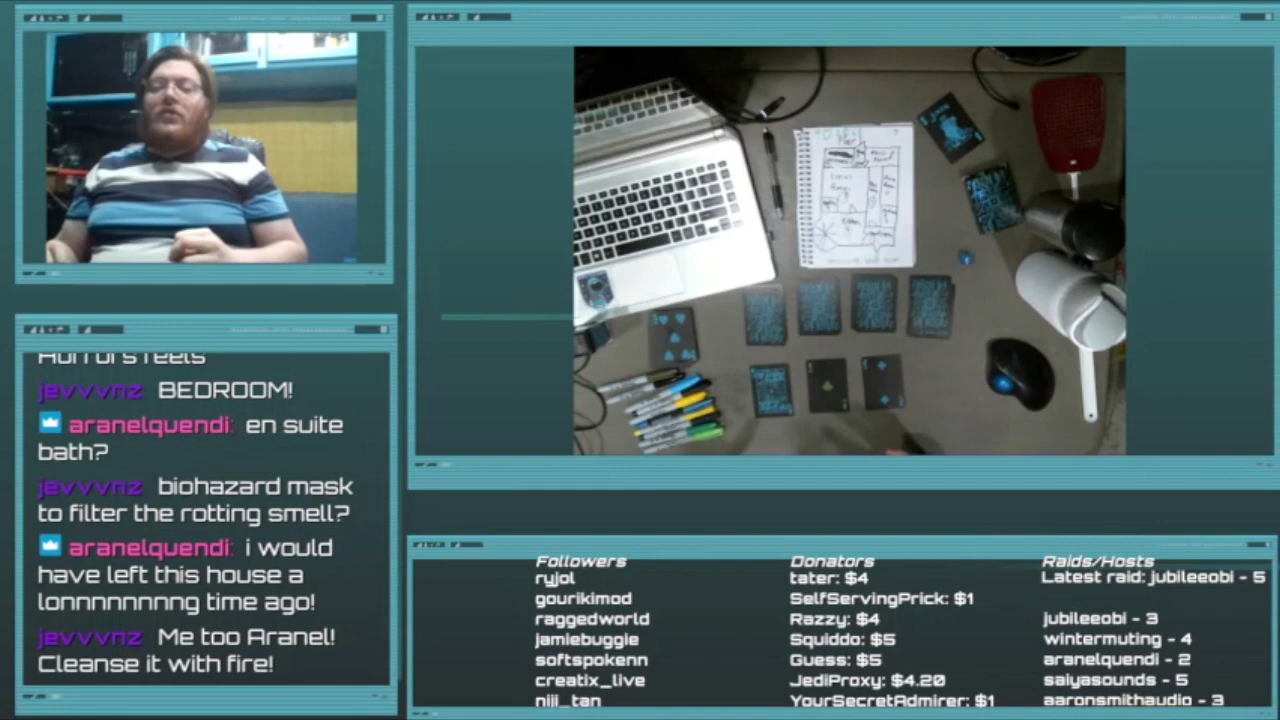 jevvvnz: BEDROOM!
aranelquendi: en suite
bath?
jevvvnz: biohazard mask
to filter the rotting smell?
aranelquendi: i would
have left this house a
lonnnnnnnng time ago!
jevvvnz: Me too Aranel!
Cleanse it with fire!
Followers
ryjol
gourikimod
raggedworld
jamiebuggie
softspokenn
creatix_live
niji_tan
Donators
tater: $4
SelfServingPrick: $1
Razzy: $4
Squiddo: $5
Guess: $5
JediProxy: $4.20
YourSecretAdmirer: $1
Raids/Hosts
Latest raid: jubileeobi - 5
jubileeobi - 3
wintermuting - 4
aranelquendi - 2
saiyasounds - 5
aaronsmithaudio - 3